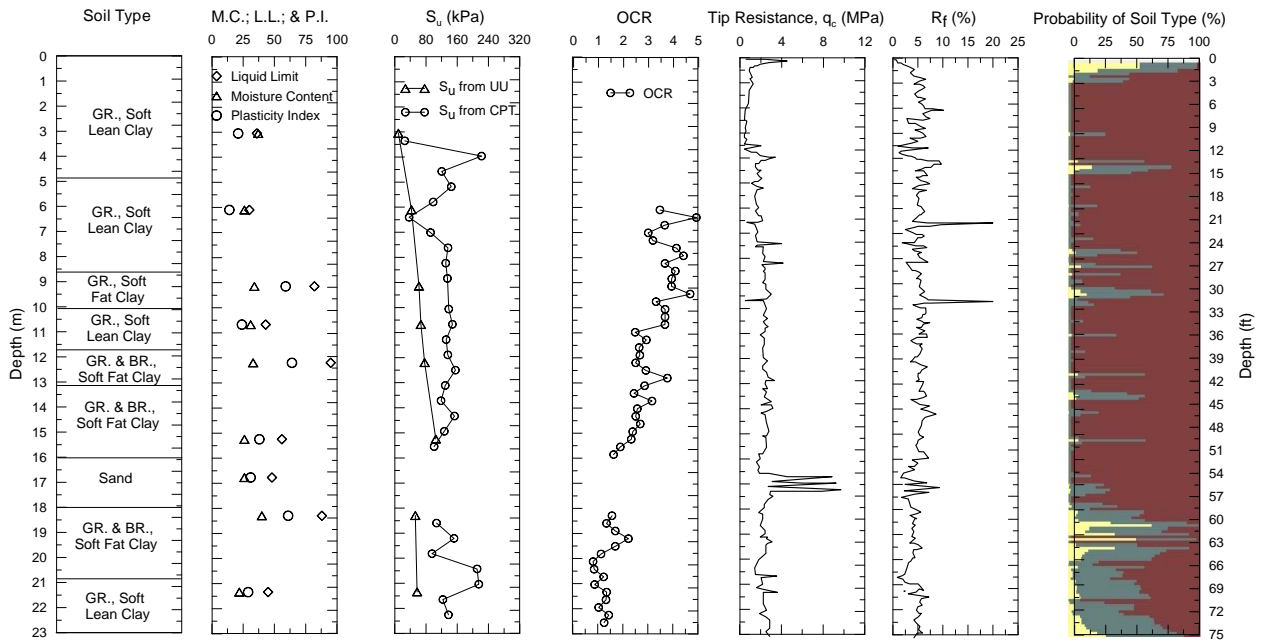 Soil Type
M.C.; L.L.; & P.I.
Su (kPa)
OCR
Tip Resistance, qc (MPa)
Rf (%)
Probability of Soil Type (%)
0 25 50 75 100
0 80 160 240 320
0 1 2 3 4 5
0 4 8 12 16
0 5 10 15 20 25
0 25 50 75 100
Depth (m)
0
1
2
3
4
5
6
7
8
9
10
11
12
13
14
15
16
17
18
19
20
21
22
23
GR., Soft
Lean Clay
GR., Soft
Lean Clay
GR., Soft
Fat Clay
GR., Soft
Lean Clay
GR. & BR.,
Soft Fat Clay
GR. & BR.,
Soft Fat Clay
Sand
GR. & BR.,
Soft Fat Clay
GR., Soft
Lean Clay
Liquid Limit
Moisture Content
Plasticity Index
Su from UU
Su from CPT
OCR
0
3
6
9
12
15
18
21
24
27
30
33
36
39
42
45
48
51
54
57
60
63
66
69
72
75
Depth (ft)